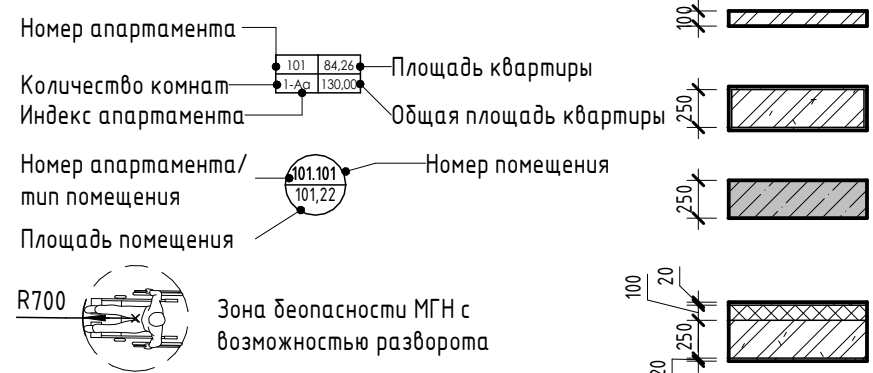 Номер апартамента
101 84,26
Площадь квартиры
Количество комнат
1-Аа 130,00
Индекс апартамента
Общая площадь квартиры
Номер апартамента/
тип помещения
101.101
101,22
Номер помещения
Площадь помещения
R700
Зона беопасности МГН с
возможностью разворота
100
250
250
100
20
250
20